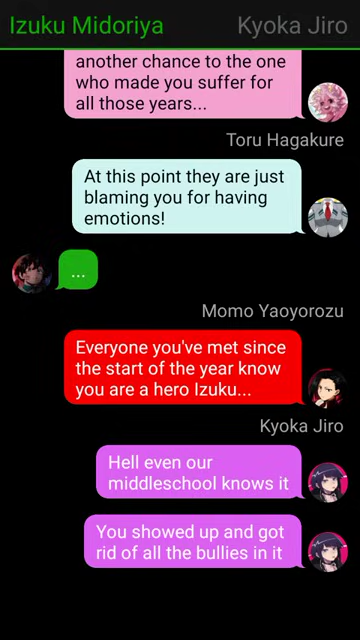 Izuku Midoriya Kyoka Jiro
another chance to the one
who made you suffer for
all those years...
Toru Hagakure
At this point they are just
blaming you for having
emotions!
...
Momo Yaoyorozu
Everyone you've met since
the start of the year know
you are a hero Izuku...
Kyoka Jiro
Hell even our
middleschool knows it
You showed up and got
rid of all the bullies in it